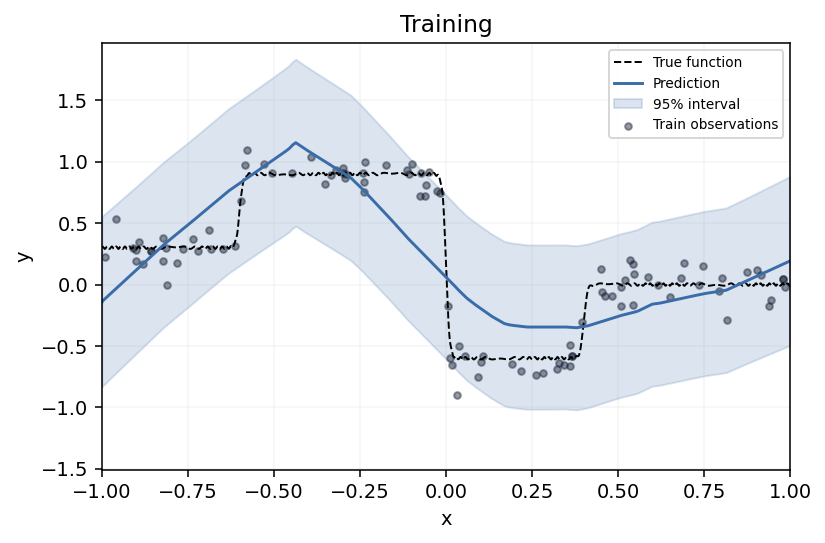 Training
True function
Prediction
95% interval
Train observations
y
1.5
1.0
0.5
0.0
−0.5
−1.0
−1.5
−1.00 −0.75 −0.50 −0.25 0.00 0.25 0.50 0.75 1.00
x